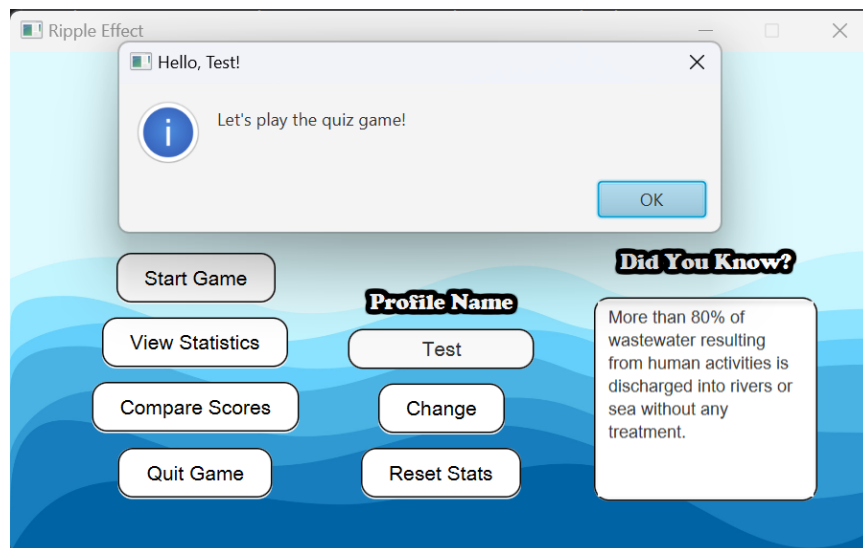 Ripple Effect
Hello, Test!
Let's play the quiz game!
OK
Start Game
View Statistics
Compare Scores
Quit Game
Profile Name
Test
Change
Reset Stats
Did You Know?
More than 80% of
wastewater resulting
from human activities is
discharged into rivers or
sea without any
treatment.